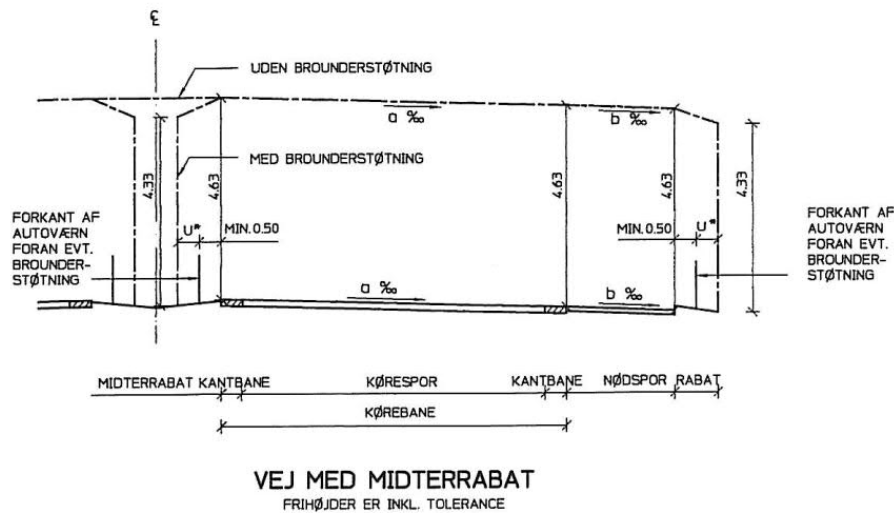 ℄
UDEN BROUNDERSTØTNING
a ‰
b ‰
MED BROUNDERSTØTNING
4.33
4.63
4.63
4.33
FORKANT AF
AUTOVÆRN
FORAN EVT.
BROUNDER-
STØTNING
U*
MIN. 0.50
MIN. 0.50
U*
FORKANT AF
AUTOVÆRN
FORAN EVT.
BROUNDER-
STØTNING
a ‰
b ‰
MIDTERRABAT KANTBANE KØRESPOR KANTBANE NØDSPOR RABAT
KØREBANE
VEJ MED MIDTERRABAT
FRIHØJDER ER INKL. TOLERANCE